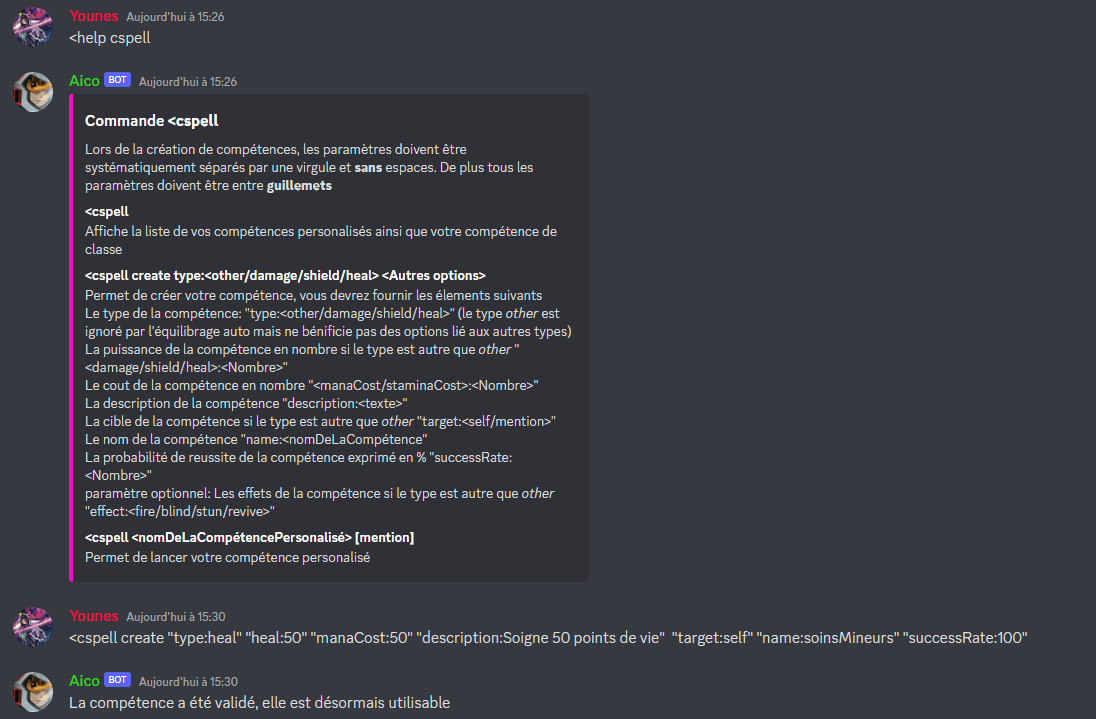 Younes Aujourd'hui à 15:26
<help cspell
Aico BOT Aujourd'hui à 15:26
Commande <cspell
Lors de la création de compétences, les paramètres doivent être
systématiquement séparés par une virgule et sans espaces. De plus tous les
paramètres doivent être entre guillemets
<cspell
Affiche la liste de vos compétences personalisés ainsi que votre compétence de
classe
<cspell create type:<other/damage/shield/heal> <Autres options>
Permet de créer votre compétence, vous devrez fournir les élements suivants
Le type de la compétence: "type:<other/damage/shield/heal>" (le type other est
ignoré par l'équilibrage auto mais ne bénificie pas des options lié aux autres types)
La puissance de la compétence en nombre si le type est autre que other "
<damage/shield/heal>:<Nombre>"
Le cout de la compétence en nombre "<manaCost/staminaCost>:<Nombre>"
La description de la compétence "description:<texte>"
La cible de la compétence si le type est autre que other "target:<self/mention>"
Le nom de la compétence "name:<nomDeLaCompétence"
La probabilité de reussite de la compétence exprimé en % "successRate:
<Nombre>"
paramètre optionnel: Les effets de la compétence si le type est autre que other
"effect:<fire/blind/stun/revive>"
<cspell <nomDeLaCompétencePersonalisé> [mention]
Permet de lancer votre compétence personalisé
Younes Aujourd'hui à 15:30
<cspell create "type:heal" "heal:50" "manaCost:50" "description:Soigne 50 points de vie"  "target:self" "name:soinsMineurs" "successRate:100"
Aico BOT Aujourd'hui à 15:30
La compétence a été validé, elle est désormais utilisable